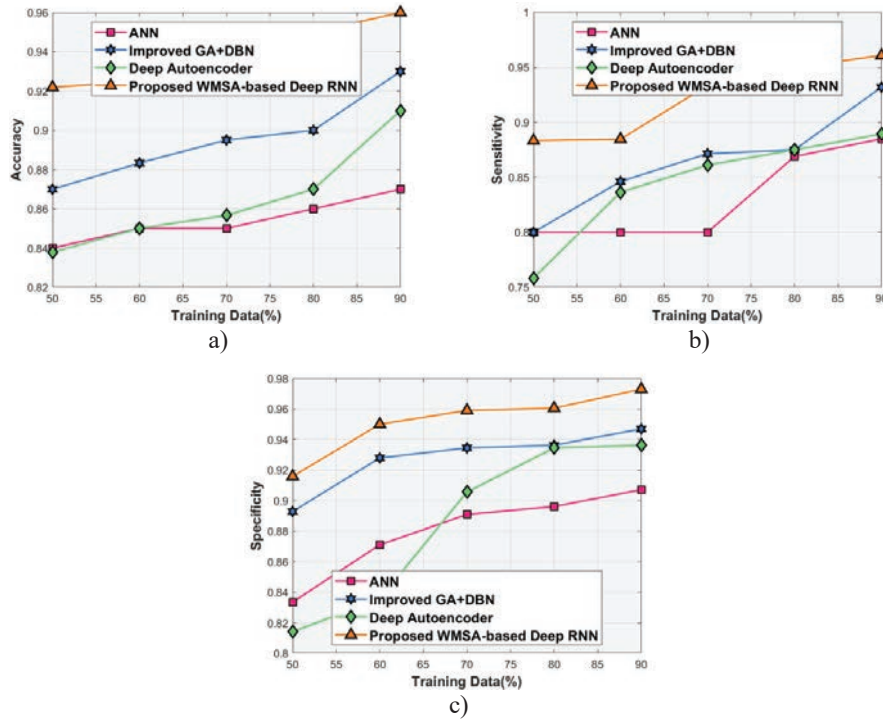 0.96
0.94
0.92
0.9
0.88
0.86
0.84
0.82
Accuracy
ANN
Improved GA+DBN
Deep Autoencoder
Proposed WMSA-based Deep RNN
50 55 60 65 70 75 80 85 90
Training Data(%)
a)
1
0.95
0.9
0.85
0.8
0.75
Sensitivity
ANN
Improved GA+DBN
Deep Autoencoder
Proposed WMSA-based Deep RNN
50 55 60 65 70 75 80 85 90
Training Data(%)
b)
0.98
0.96
0.94
0.92
0.9
0.88
0.86
0.84
0.82
0.8
Specificity
ANN
Improved GA+DBN
Deep Autoencoder
Proposed WMSA-based Deep RNN
50 55 60 65 70 75 80 85 90
Training Data(%)
c)